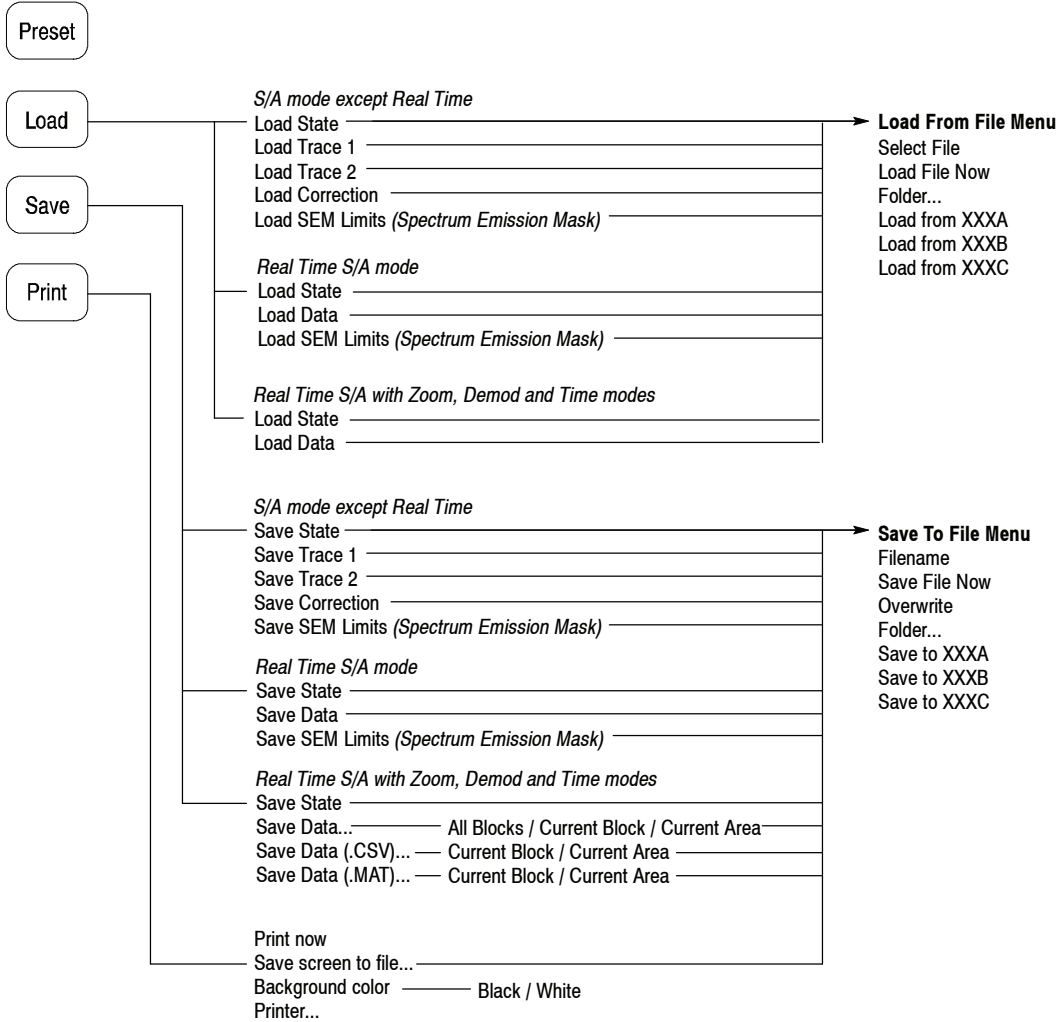 Preset
Load
Save
Print
S/A mode except Real Time
Load State
Load Trace 1
Load Trace 2
Load Correction
Load SEM Limits (Spectrum Emission Mask)
Real Time S/A mode
Load State
Load Data
Load SEM Limits (Spectrum Emission Mask)
Real Time S/A with Zoom, Demod and Time modes
Load State
Load Data
Load From File Menu
Select File
Load File Now
Folder...
Load from XXXA
Load from XXXB
Load from XXXC
S/A mode except Real Time
Save State
Save Trace 1
Save Trace 2
Save Correction
Save SEM Limits (Spectrum Emission Mask)
Real Time S/A mode
Save State
Save Data
Save SEM Limits (Spectrum Emission Mask)
Real Time S/A with Zoom, Demod and Time modes
Save State
Save Data... All Blocks / Current Block / Current Area
Save Data (.CSV)... Current Block / Current Area
Save Data (.MAT)... Current Block / Current Area
Save To File Menu
Filename
Save File Now
Overwrite
Folder...
Save to XXXA
Save to XXXB
Save to XXXC
Print now
Save screen to file...
Background color Black / White
Printer...